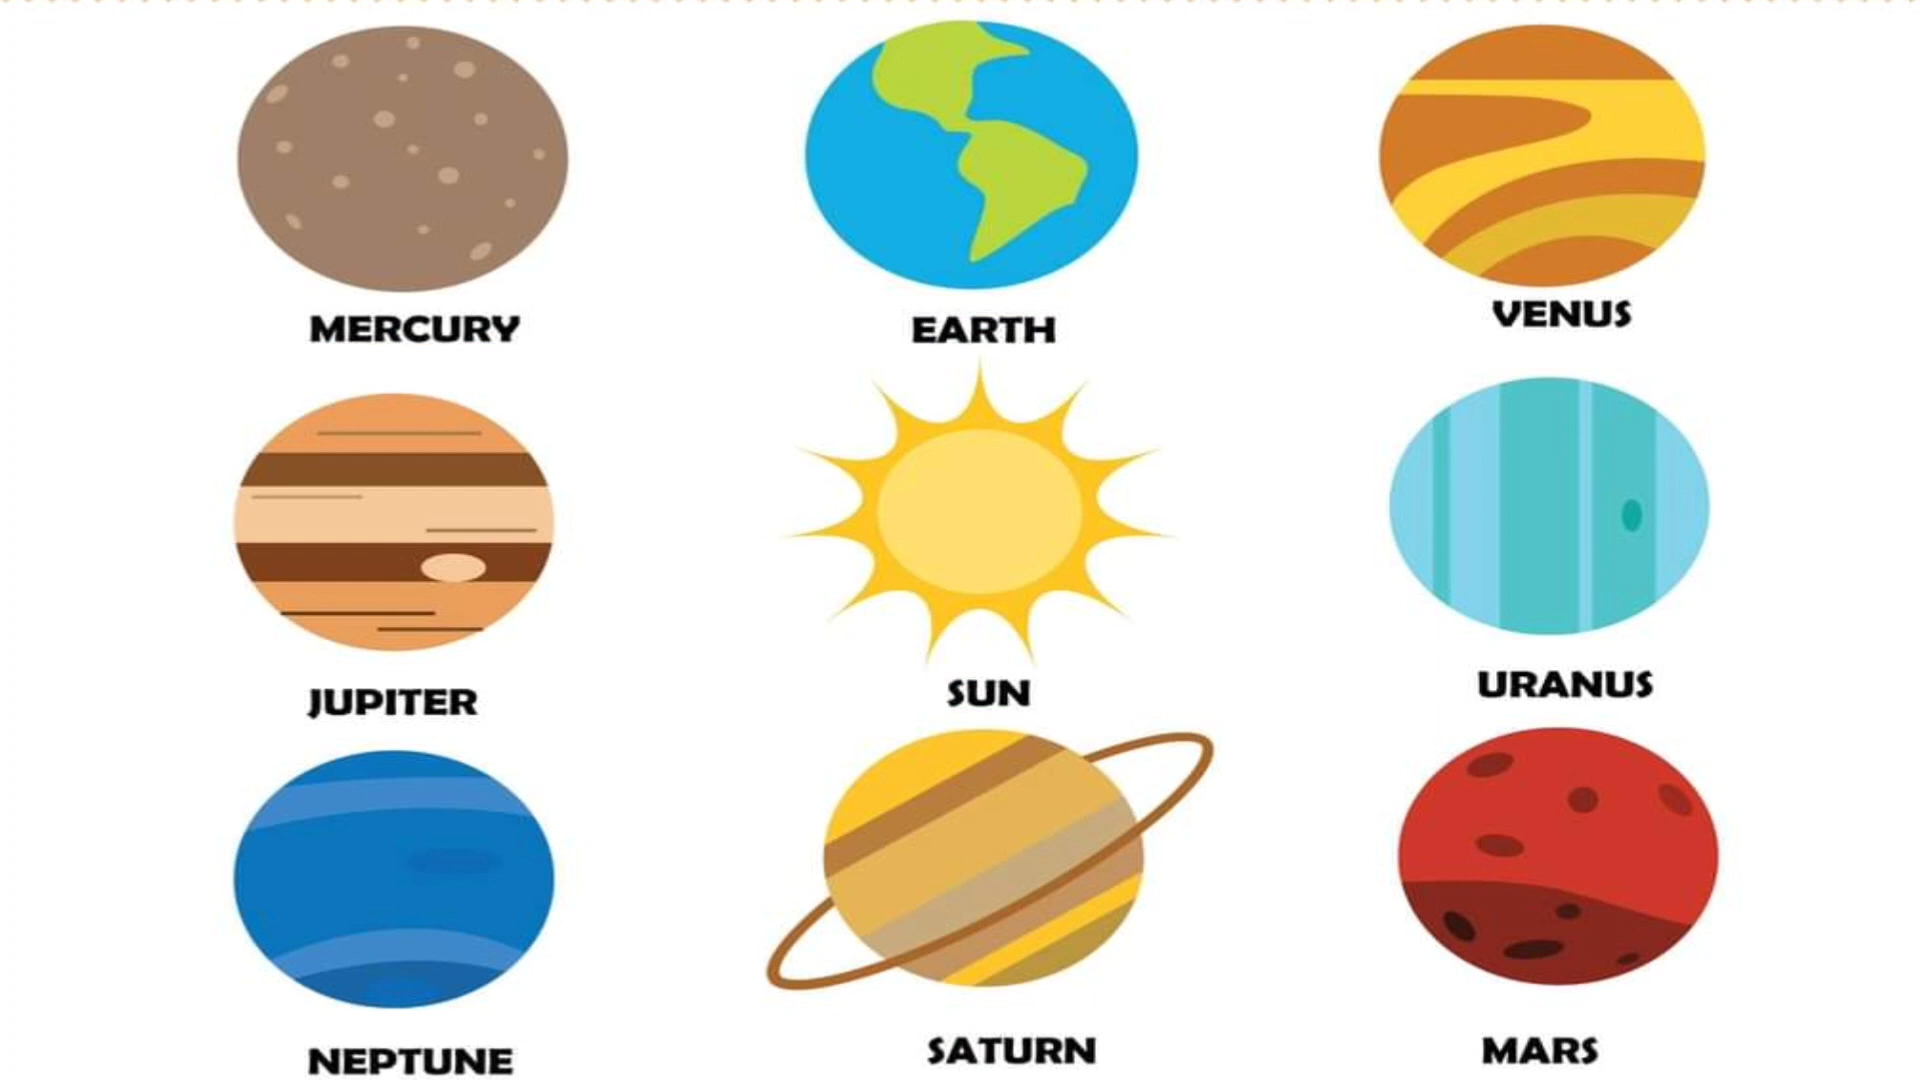 MERCURY
EARTH
VENUS
JUPITER
SUN
URANUS
NEPTUNE
SATURN
MARS